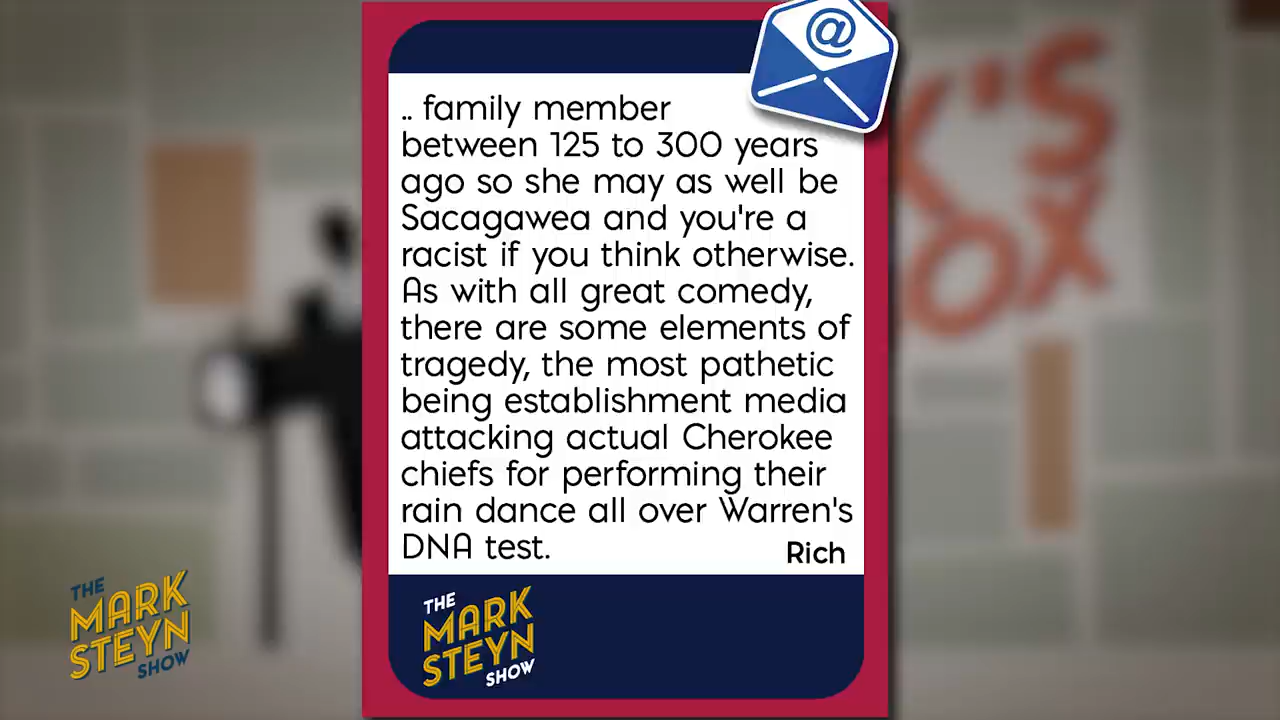 @
.. family member
between 125 to 300 years
ago so she may as well be
Sacagawea and you're a
racist if you think otherwise.
As with all great comedy,
there are some elements of
tragedy, the most pathetic
being establishment media
attacking actual Cherokee
chiefs for performing their
rain dance all over Warren's
DNA test.
Rich
THE
MARK
STEYN
SHOW
THE
MARK
STEYN
SHOW